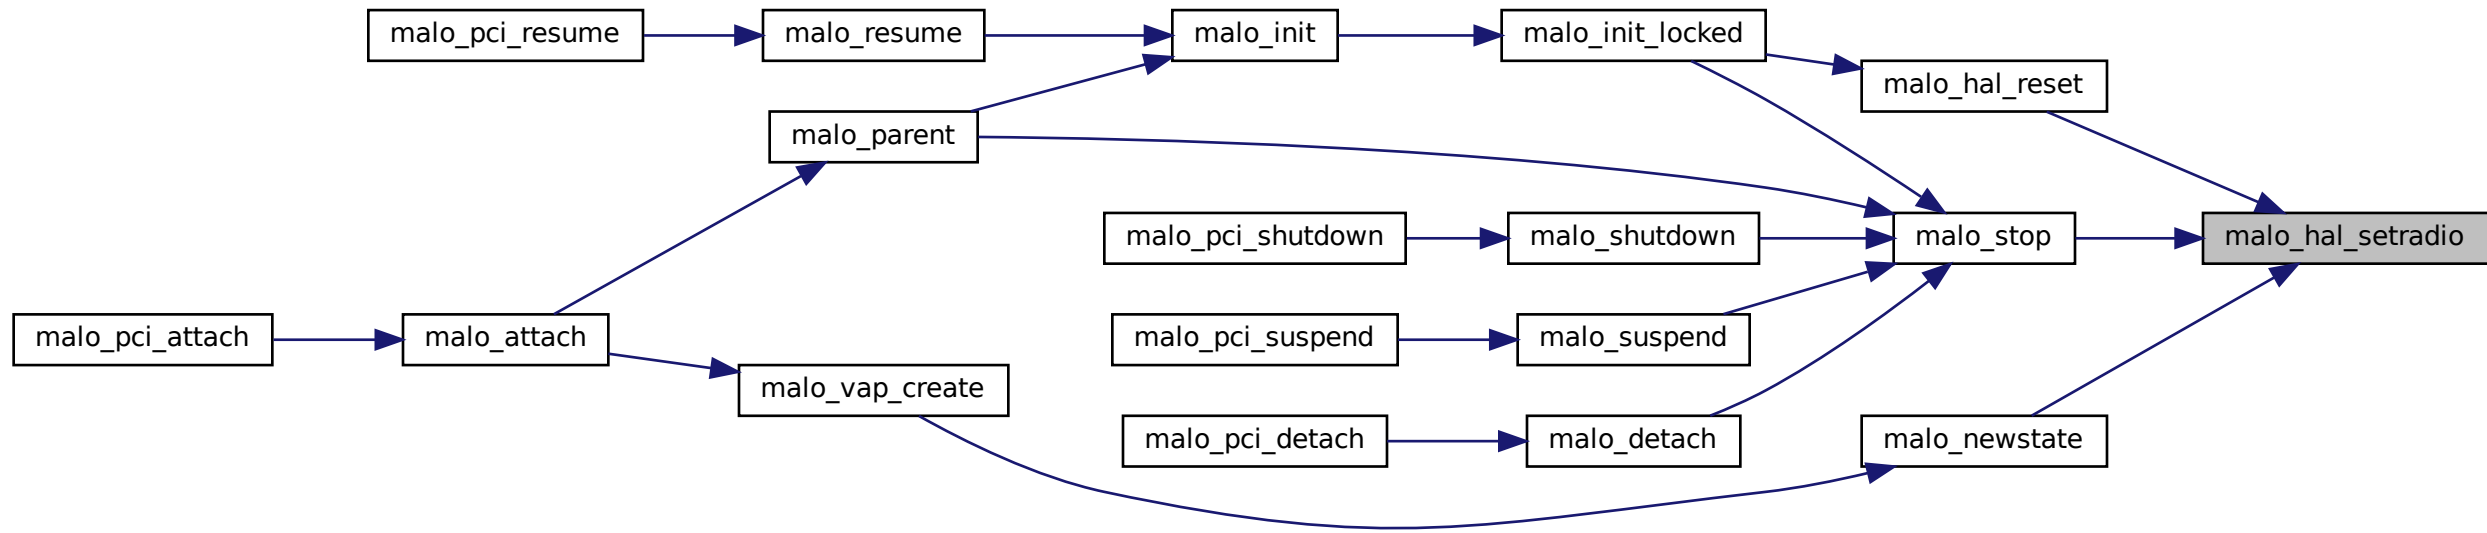 malo_pci_resume
malo_resume
malo_init
malo_init_locked
malo_hal_reset
malo_parent
malo_pci_shutdown
malo_shutdown
malo_stop
malo_hal_setradio
malo_pci_attach
malo_attach
malo_pci_suspend
malo_suspend
malo_vap_create
malo_pci_detach
malo_detach
malo_newstate